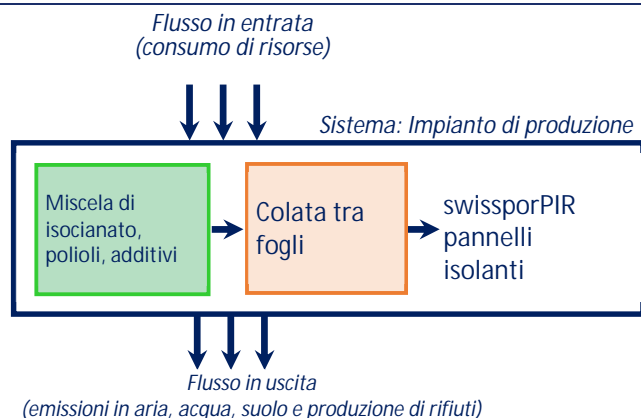 Flusso in entrata
(consumo di risorse)
Sistema: Impianto di produzione
Miscela di
isocianato,
polioli, additivi
Colata tra
fogli
swissporPIR
pannelli
isolanti
Flusso in uscita
(emissioni in aria, acqua, suolo e produzione di rifiuti)